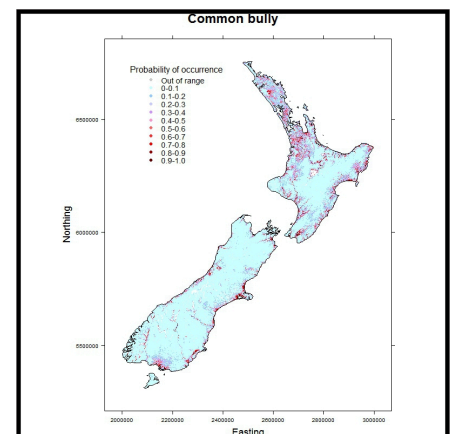 Common bully
Probability of occurrence
Out of range
0-0.1
0.1-0.2
0.2-0.3
0.3-0.4
0.4-0.5
0.5-0.6
0.6-0.7
0.7-0.8
0.8-0.9
0.9-1.0
6500000
Northing
6000000
5500000
2000000 2200000 2400000 2600000 2800000 3000000
Easting